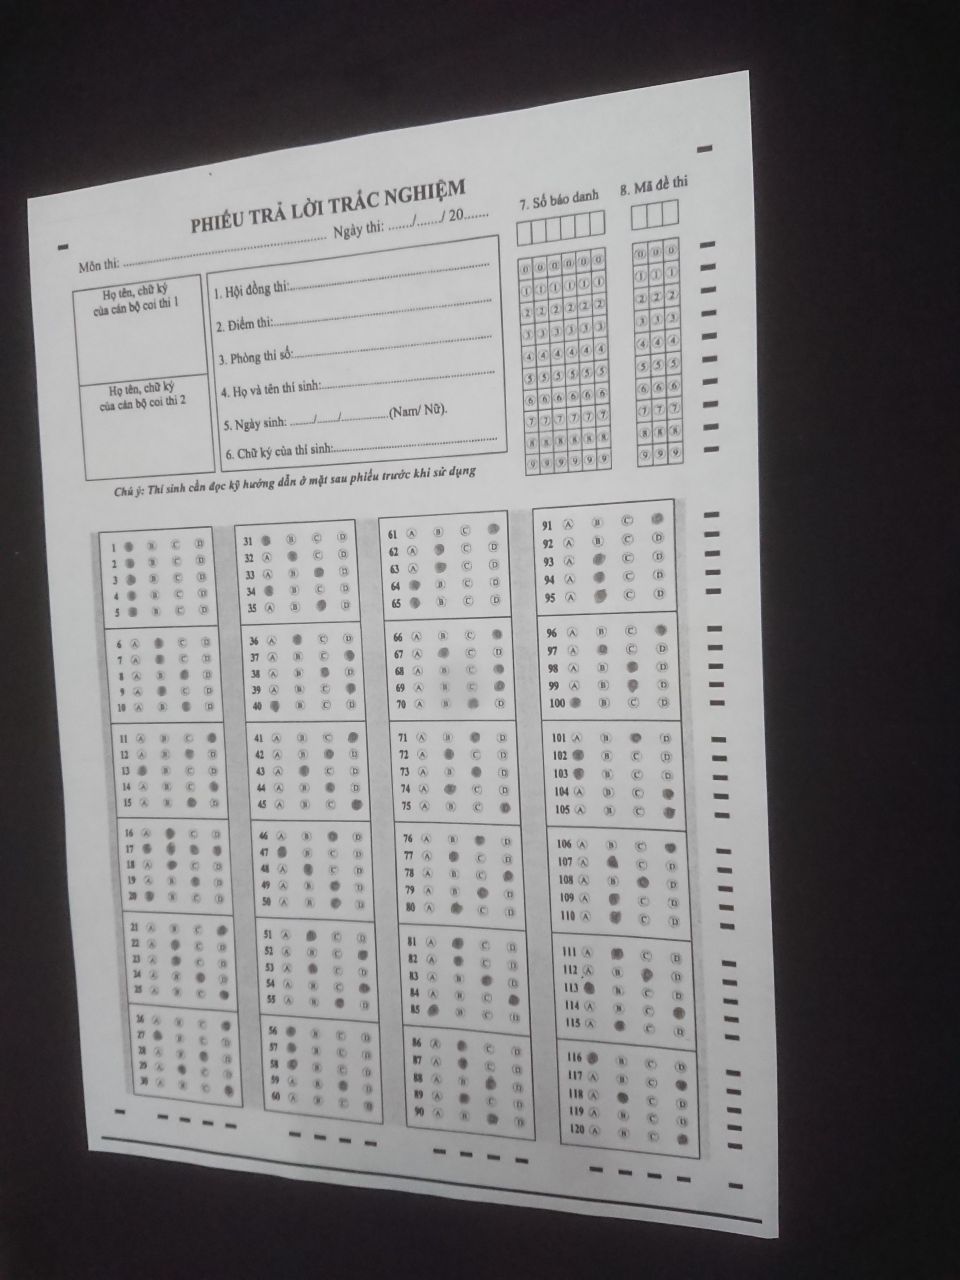 PHIẾU TRẢ LỜI TRẮC NGHIỆM
Môn thi: ........................ Ngày thi: ....../....../ 20......
7. Số báo danh
8. Mã đề thi
Họ tên, chữ ký
của cán bộ coi thi 1
Họ tên, chữ ký
của cán bộ coi thi 2
1. Hội đồng thi:........................
2. Điểm thi:........................
3. Phòng thi số:........................
4. Họ và tên thí sinh:........................
5. Ngày sinh: ....../....../............(Nam/ Nữ).
6. Chữ ký của thí sinh:........................
0 0 0 0 0 0
1 1 1 1 1 1
2 2 2 2 2 2
3 3 3 3 3 3
4 4 4 4 4 4
5 5 5 5 5 5
6 6 6 6 6 6
7 7 7 7 7 7
8 8 8 8 8 8
9 9 9 9 9 9
0 0 0
1 1 1
2 2 2
3 3 3
4 4 4
5 5 5
6 6 6
7 7 7
8 8 8
9 9 9
Chú ý: Thí sinh cần đọc kỹ hướng dẫn ở mặt sau phiếu trước khi sử dụng
1 B C D
2 B C D
3 B C D
4 B C D
5 B C D
6 A C D
7 A C D
8 A B D
9 A C D
10 A B D
11 A B C
12 A B D
13 B C D
14 A B C
15 A B D
16 A C D
17
18 A C D
19 A B D
20 B C D
21 A B C
22 A C D
23 A C D
24 A B D
25 A B C
26 A B C
27 B C D
28 A B D
29 A C D
30 A B C
31 B C D
32 A C D
33 A B D
34 B C D
35 A B D
36 A C D
37 A B C
38 A B D
39 A B C
40 B C D
41 A B C
42 A B D
43 A C D
44 A B D
45 A B C
46 A B D
47 B C D
48 A C D
49 A B D
50 A B D
51 A C D
52 A B C
53 A C D
54 A B C
55 A B D
56 B C D
57 B C D
58 B C D
59 A B D
60 A B C D
61 A B C
62 A C D
63 A C D
64 B C D
65 B C D
66 A B C
67 A C D
68 A B C
69 A B C
70 A B D
71 A B D
72 A C D
73 A B D
74 A C D
75 A B C
76 A B D
77 A C D
78 A B C
79 A B D
80 A C D
81 A C D
82 A C D
83 A B D
84 A B C
85 B C D
86 A C D
87 A C D
88 A B D
89 A C D
90 A B D
91 A B C
92 A B C D
93 A C D
94 A C D
95 A C D
96 A B C
97 A C D
98 A B D
99 A B D
100 B C D
101 A B D
102 B C D
103 B C D
104 A B C
105 A B C
106 A B C
107 A C D
108 A B D
109 A C D
110 A C D
111 A C D
112 A B D
113 B C D
114 A B C
115 A C D
116 B C D
117 A B C
118 A C D
119 A B C D
120 A B C